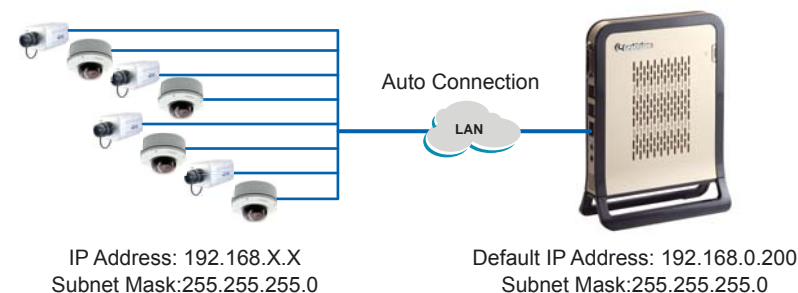 GeoVision
Auto Connection
LAN
IP Address: 192.168.X.X
Subnet Mask:255.255.255.0
Default IP Address: 192.168.0.200
Subnet Mask:255.255.255.0